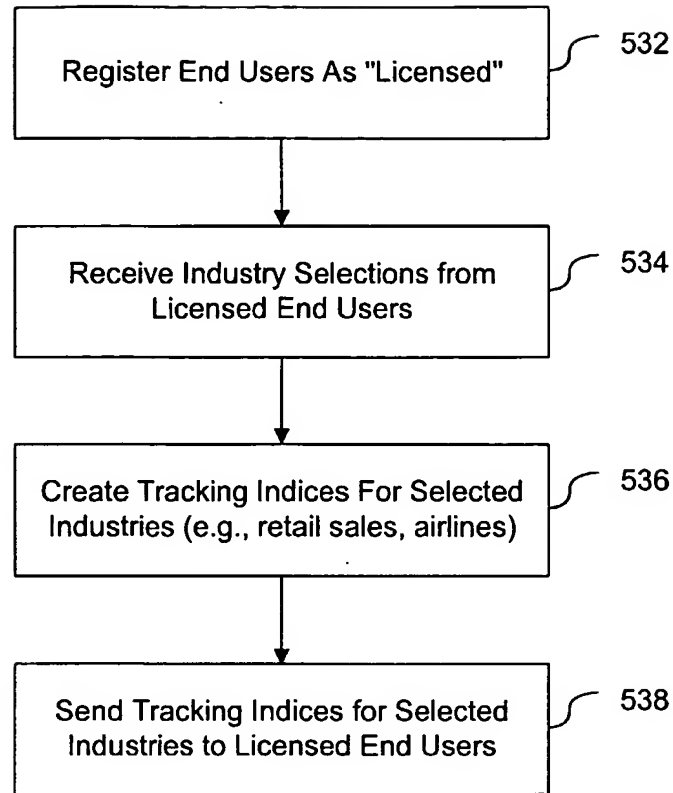 Register End Users As "Licensed"
532
Receive Industry Selections from
Licensed End Users
534
Create Tracking Indices For Selected
Industries (e.g., retail sales, airlines)
536
Send Tracking Indices for Selected
Industries to Licensed End Users
538